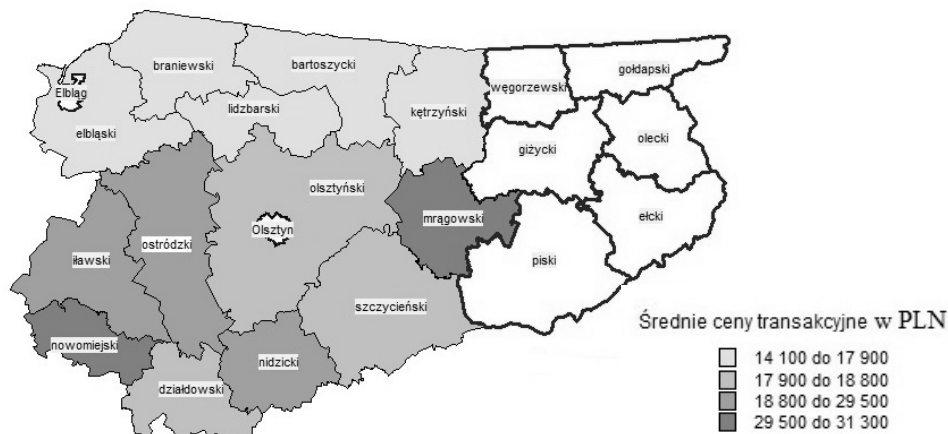 braniewski
bartoszycki
gołdapski
węgorzewski
Elbląg
lidzbarski
kętrzyński
elbląski
giżycki
olecki
olsztyński
ełcki
mrągowski
Olsztyn
ostródzki
iławski
piski
szczycieński
nowomiejski
nidzicki
działdowski
Średnie ceny transakcyjne w PLN
14 100 do 17 900
17 900 do 18 800
18 800 do 29 500
29 500 do 31 300